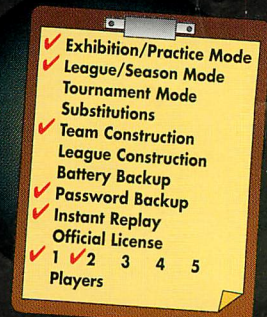 ✓ Exhibition/Practice Mode
✓ League/Season Mode
Tournament Mode
Substitutions
✓ Team Construction
League Construction
Battery Backup
✓ Password Backup
✓ Instant Replay
Official License
✓ 1 ✓ 2 3 4 5
Players